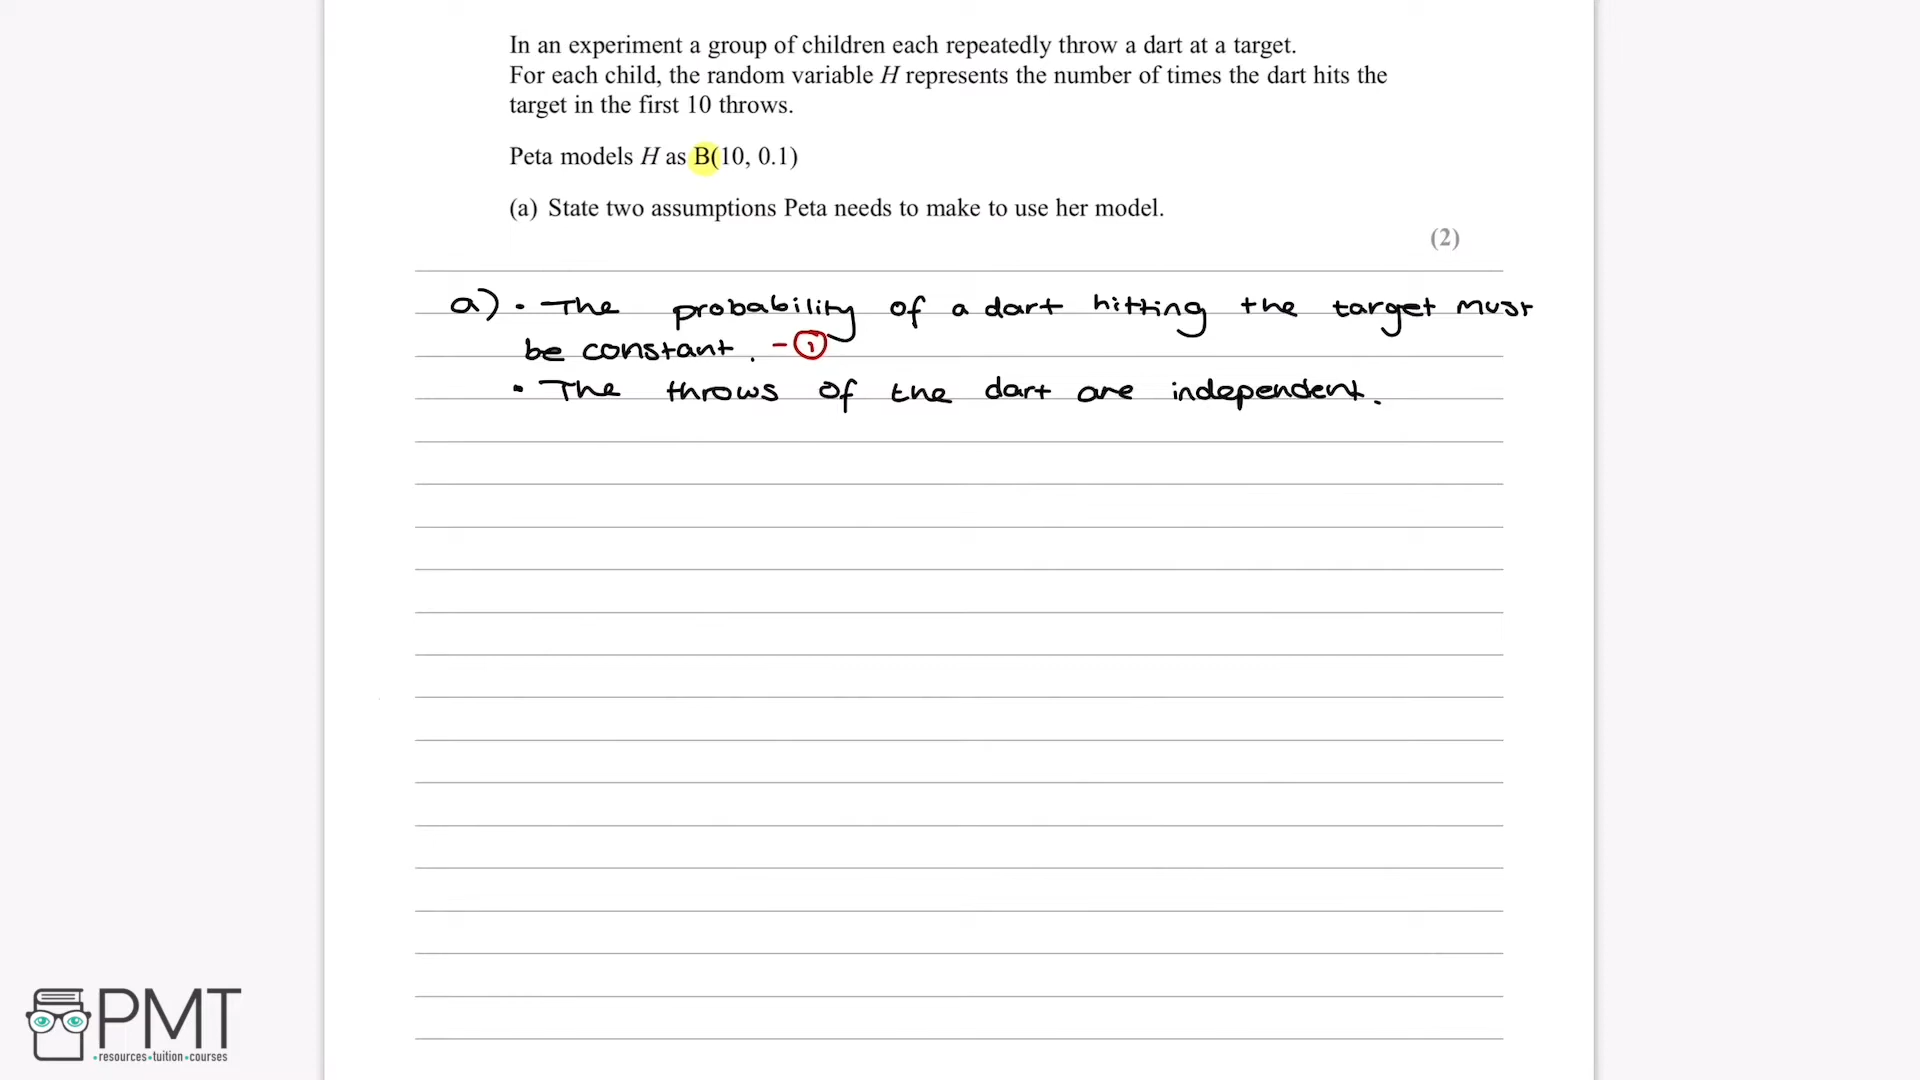 In an experiment a group of children each repeatedly throw a dart at a target.
For each child, the random variable H represents the number of times the dart hits the
target in the first 10 throws.
Peta models H as B(10, 0.1)
(a) State two assumptions Peta needs to make to use her model.
(2)
a) • The probability of a dart hitting the target must
be constant. - ①
• The throws of the dart are independent.
PMT
•resources•tuition•courses